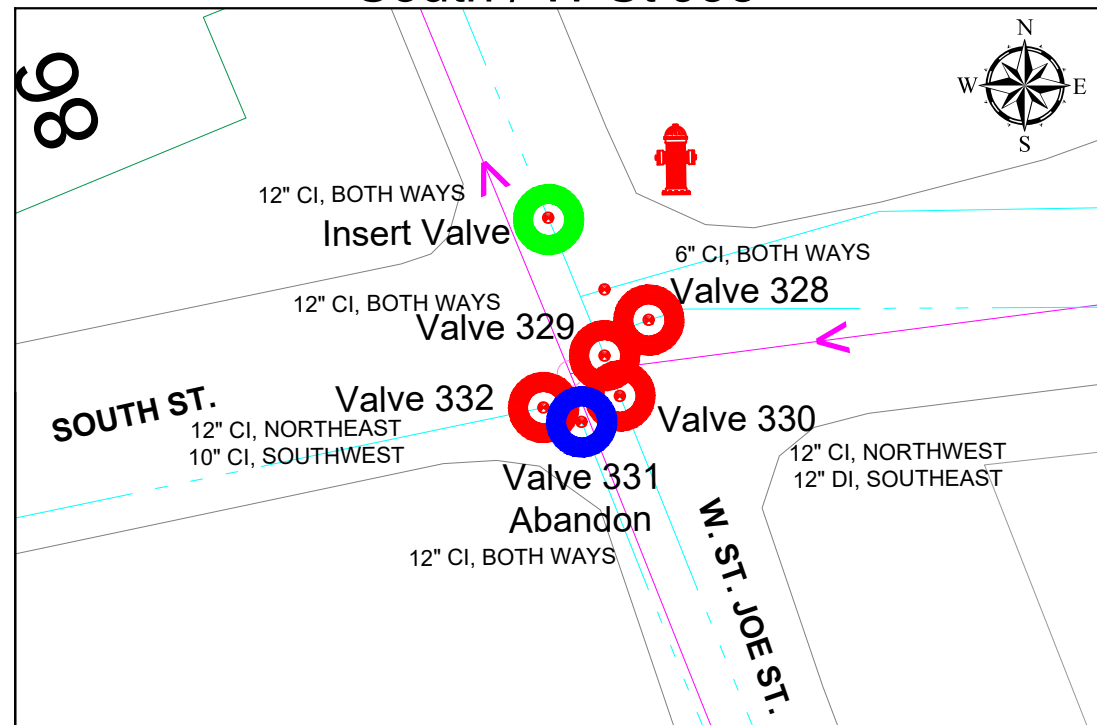 N
W E
S
98
12" CI, BOTH WAYS
Insert Valve
6" CI, BOTH WAYS
Valve 328
12" CI, BOTH WAYS
Valve 329
SOUTH ST.
Valve 332
12" CI, NORTHEAST
10" CI, SOUTHWEST
Valve 330
12" CI, NORTHWEST
12" DI, SOUTHEAST
Valve 331
Abandon
12" CI, BOTH WAYS
W. ST. JOE ST.